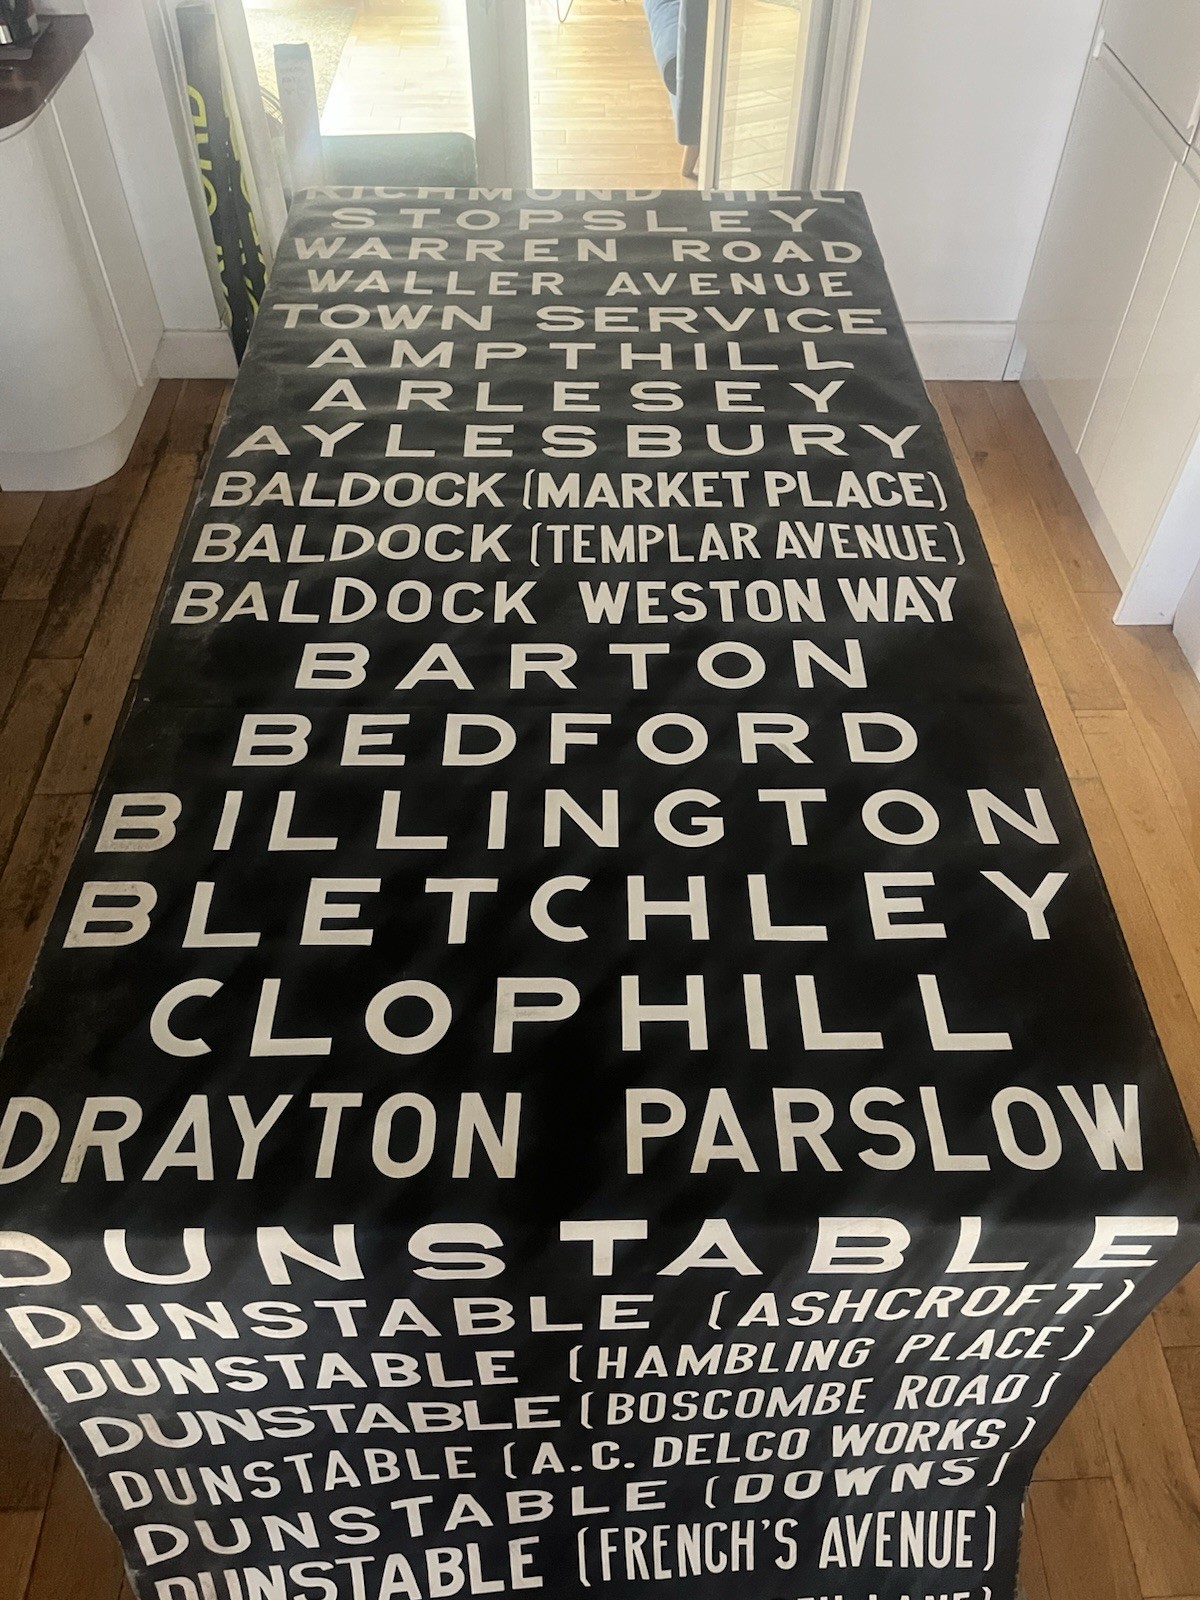 RICHMOND HILL
STOPSLEY
WARREN ROAD
WALLER AVENUE
TOWN SERVICE
AMPTHILL
ARLESEY
AYLESBURY
BALDOCK (MARKET PLACE)
BALDOCK (TEMPLAR AVENUE)
BALDOCK WESTON WAY
BARTON
BEDFORD
BILLINGTON
BLETCHLEY
CLOPHILL
DRAYTON PARSLOW
DUNSTABLE
DUNSTABLE (ASHCROFT)
DUNSTABLE (HAMBLING PLACE)
DUNSTABLE (BOSCOMBE ROAD)
DUNSTABLE (A.C. DELCO WORKS)
DUNSTABLE (DOWNS)
DUNSTABLE (FRENCH'S AVENUE)